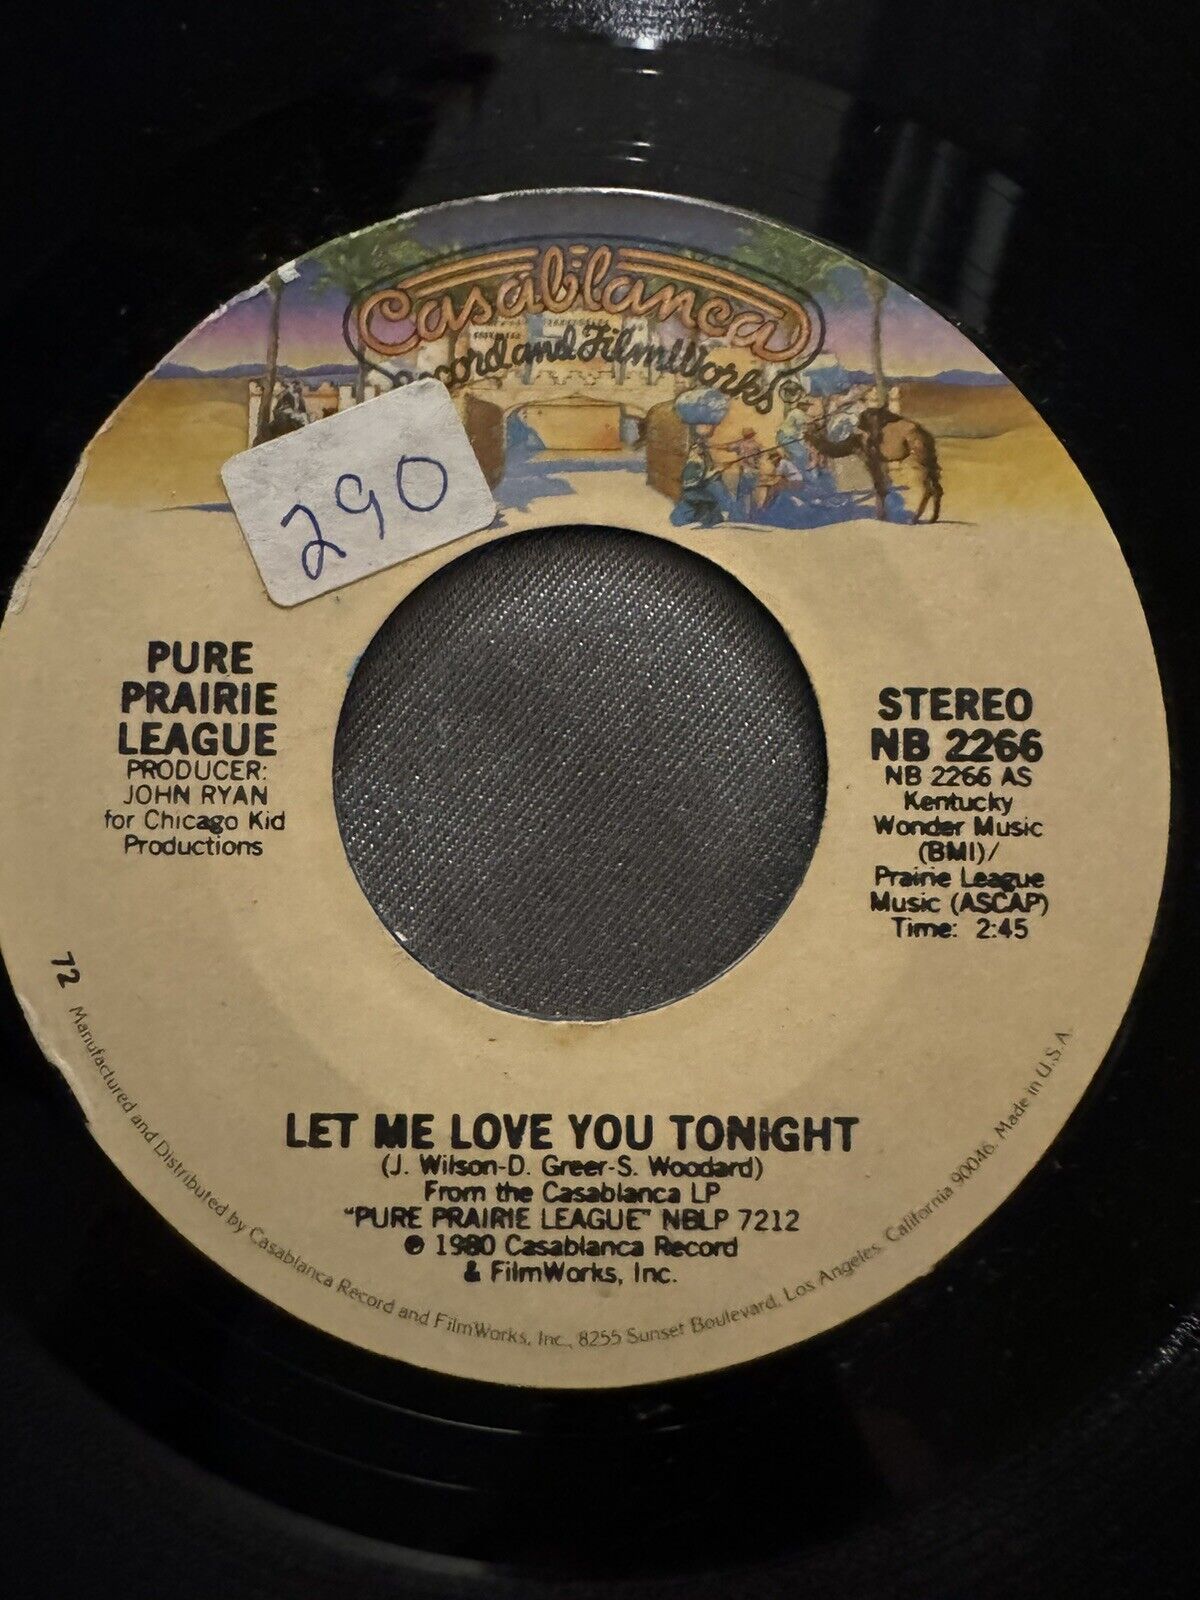 Casablanca
Record and FilmWorks®
290
PURE
PRAIRIE
LEAGUE
PRODUCER:
JOHN RYAN
for Chicago Kid
Productions
STEREO
NB 2266
NB 2266 AS
Kentucky
Wonder Music
(BMI)/
Prairie League
Music (ASCAP)
Time: 2:45
LET ME LOVE YOU TONIGHT
(J. Wilson-D. Greer-S. Woodard)
From the Casablanca LP
"PURE PRAIRIE LEAGUE" NBLP 7212
℗ 1980 Casablanca Record
& FilmWorks, Inc.
72
Manufactured and Distributed by Casablanca Record and FilmWorks, Inc., 8255 Sunset Boulevard, Los Angeles, California 90046. Made in U.S.A.